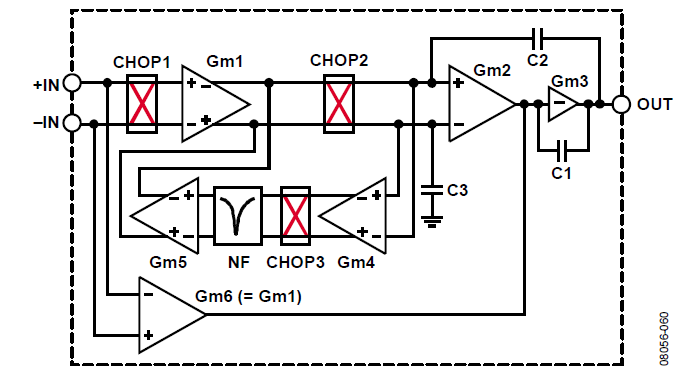 CHOP1
Gm1
CHOP2
C2
Gm2
Gm3
+IN
–IN
OUT
C1
C3
Gm5
NF
CHOP3
Gm4
Gm6 (= Gm1)
08056-060